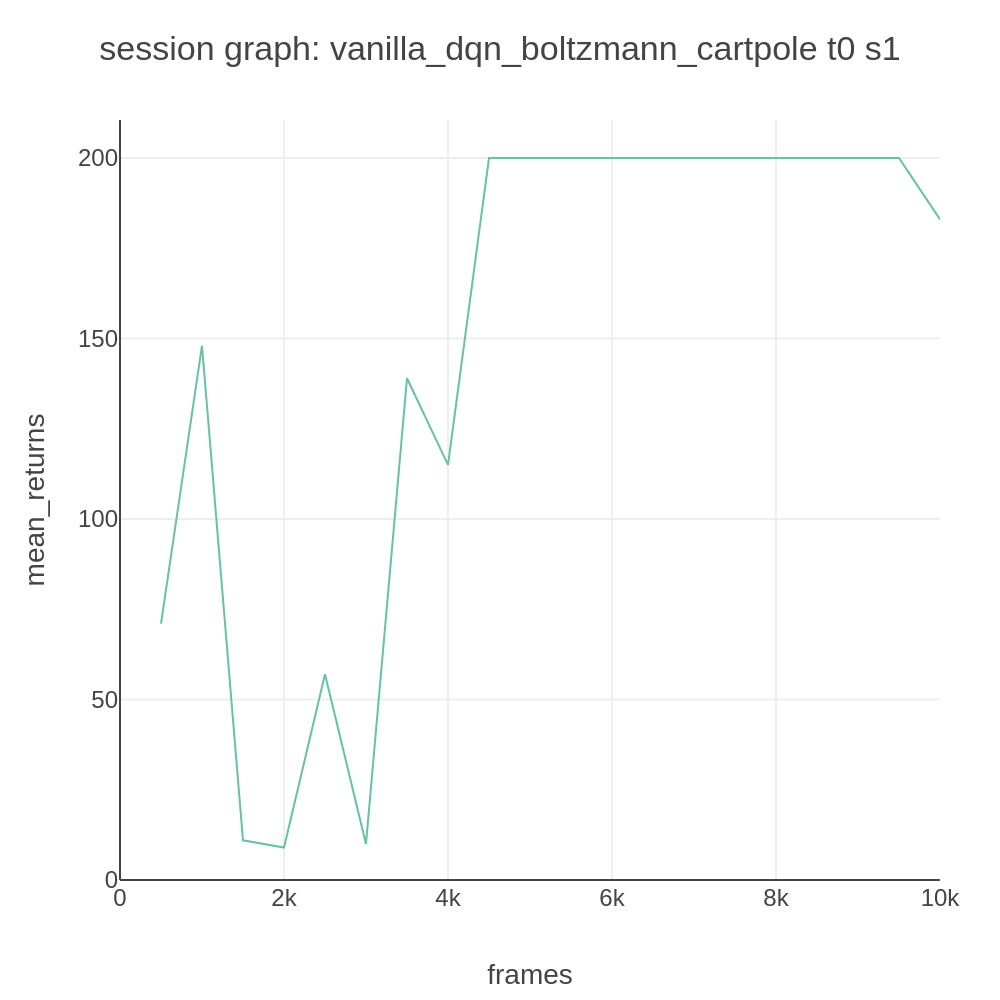 session graph: vanilla_dqn_boltzmann_cartpole t0 s1
mean_returns
200
150
100
50
0
0 2k 4k 6k 8k 10k
frames